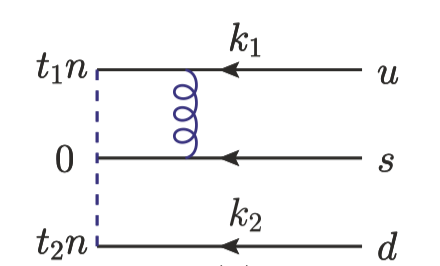 k₁
t₁n u
0 s
k₂
t₂n d